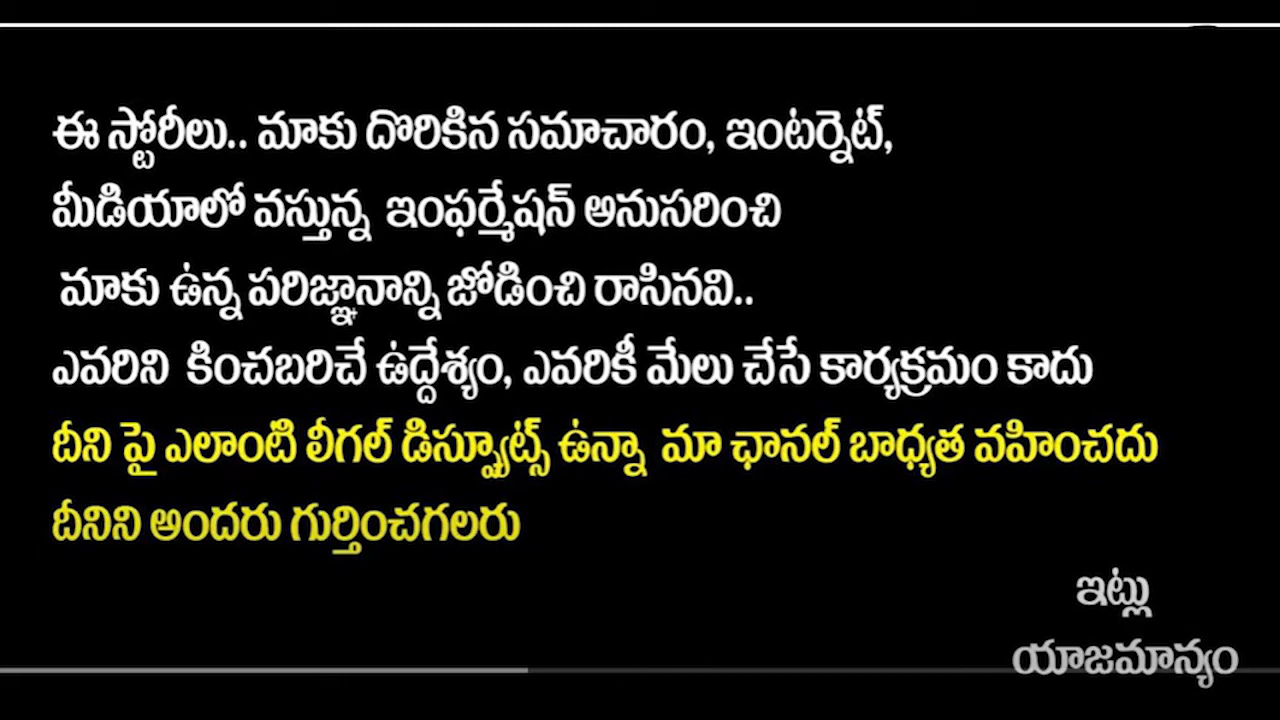 ఈ స్టోరీలు.. మాకు దొరికిన సమాచారం, ఇంటర్నెట్,
మీడియాలో వస్తున్న ఇంఫర్మేషన్ అనుసరించి
మాకు ఉన్న పరిజ్ఞానాన్ని జోడించి రాసినవి..
ఎవరిని కించబరిచే ఉద్దేశ్యం, ఎవరికీ మేలు చేసే కార్యక్రమం కాదు
దీని పై ఎలాంటి లీగల్ డిస్ప్యూట్స్ ఉన్నా మా ఛానల్ బాధ్యత వహించదు
దీనిని అందరు గుర్తించగలరు
ఇట్లు
యాజమాన్యం